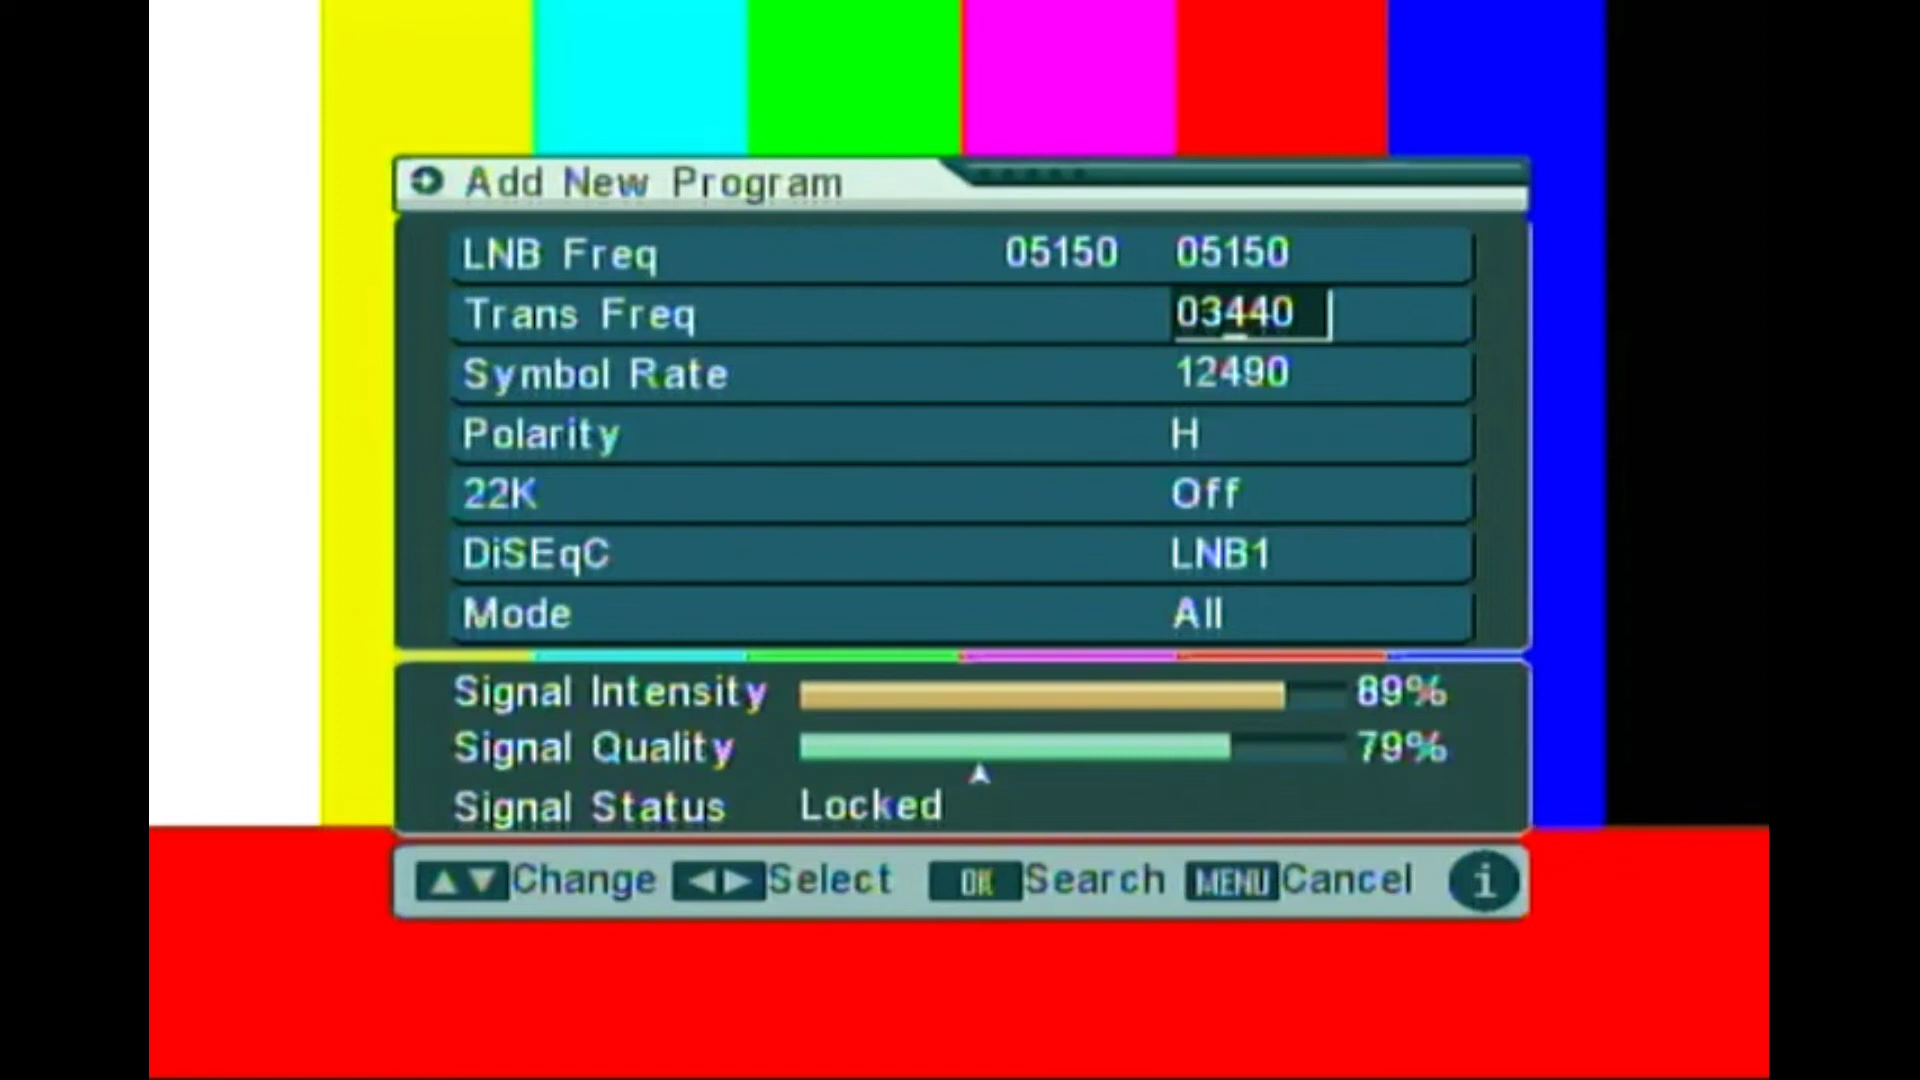 Add New Program
LNB Freq 05150 05150
Trans Freq 03440
Symbol Rate 12490
Polarity H
22K Off
DiSEqC LNB1
Mode All
Signal Intensity 89%
Signal Quality 79%
Signal Status Locked
Change Select OK Search MENU Cancel i